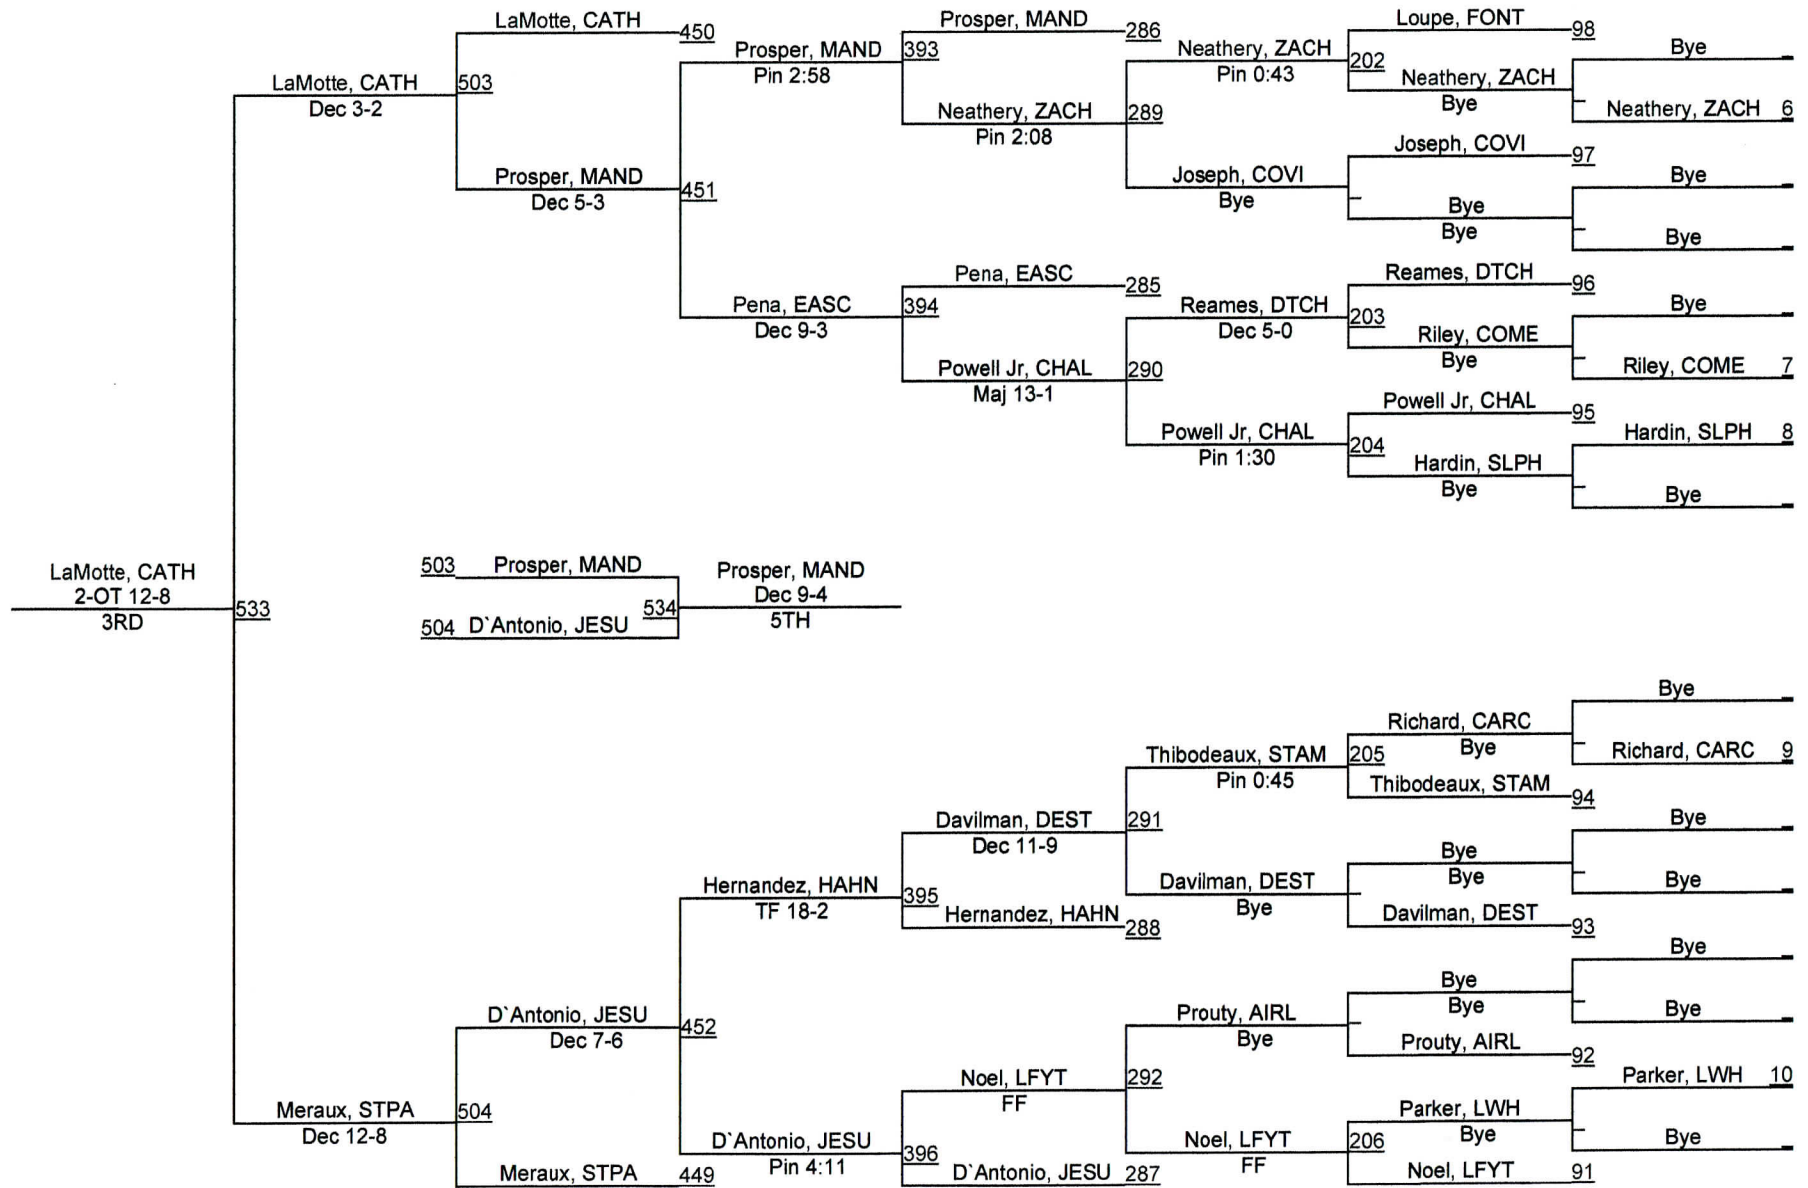 LaMotte, CATH
450
Prosper, MAND
286
Loupe, FONT
98
Prosper, MAND
393
Pin 2:58
Neathery, ZACH
202
Pin 0:43
Bye
LaMotte, CATH
503
Dec 3-2
Neathery, ZACH
Bye
Neathery, ZACH 6
Neathery, ZACH
289
Pin 2:08
Joseph, COVI
97
Prosper, MAND
451
Dec 5-3
Joseph, COVI
Bye
Bye
Bye
Bye
Bye
Pena, EASC
285
Reames, DTCH
96
Pena, EASC
394
Dec 9-3
Reames, DTCH
203
Dec 5-0
Bye
Riley, COME
Bye
Riley, COME 7
Powell Jr, CHAL
290
Maj 13-1
Powell Jr, CHAL
95
Powell Jr, CHAL
204
Pin 1:30
Hardin, SLPH 8
Hardin, SLPH
Bye
Bye
LaMotte, CATH
2-OT 12-8
3RD
533
503 Prosper, MAND
504 D`Antonio, JESU
534
Prosper, MAND
Dec 9-4
5TH
Bye
Richard, CARC
Bye
Richard, CARC 9
Thibodeaux, STAM
205
Pin 0:45
Thibodeaux, STAM
94
Davilman, DEST
291
Dec 11-9
Bye
Bye
Bye
Bye
Hernandez, HAHN
395
TF 18-2
Davilman, DEST
Bye
Hernandez, HAHN
288
Davilman, DEST
93
Bye
Bye
Bye
Bye
D`Antonio, JESU
452
Dec 7-6
Prouty, AIRL
Bye
Prouty, AIRL
92
Noel, LFYT
292
FF
Parker, LWH 10
Meraux, STPA
504
Dec 12-8
Parker, LWH
Bye
Bye
D`Antonio, JESU
396
Pin 4:11
Noel, LFYT
206
FF
Meraux, STPA
449
D`Antonio, JESU 287
Noel, LFYT
91